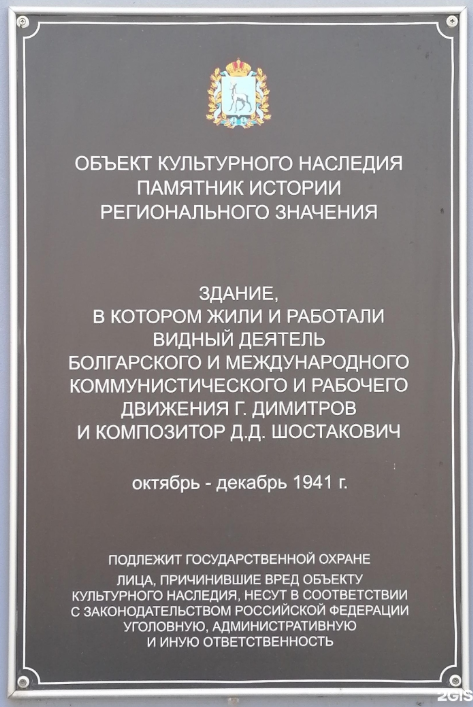 ОБЪЕКТ КУЛЬТУРНОГО НАСЛЕДИЯ
ПАМЯТНИК ИСТОРИИ
РЕГИОНАЛЬНОГО ЗНАЧЕНИЯ
ЗДАНИЕ,
В КОТОРОМ ЖИЛИ И РАБОТАЛИ
ВИДНЫЙ ДЕЯТЕЛЬ
БОЛГАРСКОГО И МЕЖДУНАРОДНОГО
КОММУНИСТИЧЕСКОГО И РАБОЧЕГО
ДВИЖЕНИЯ Г. ДИМИТРОВ
И КОМПОЗИТОР Д.Д. ШОСТАКОВИЧ
октябрь - декабрь 1941 г.
ПОДЛЕЖИТ ГОСУДАРСТВЕННОЙ ОХРАНЕ
ЛИЦА, ПРИЧИНИВШИЕ ВРЕД ОБЪЕКТУ
КУЛЬТУРНОГО НАСЛЕДИЯ, НЕСУТ В СООТВЕТСТВИИ
С ЗАКОНОДАТЕЛЬСТВОМ РОССИЙСКОЙ ФЕДЕРАЦИИ
УГОЛОВНУЮ, АДМИНИСТРАТИВНУЮ
И ИНУЮ ОТВЕТСТВЕННОСТЬ
2GIS